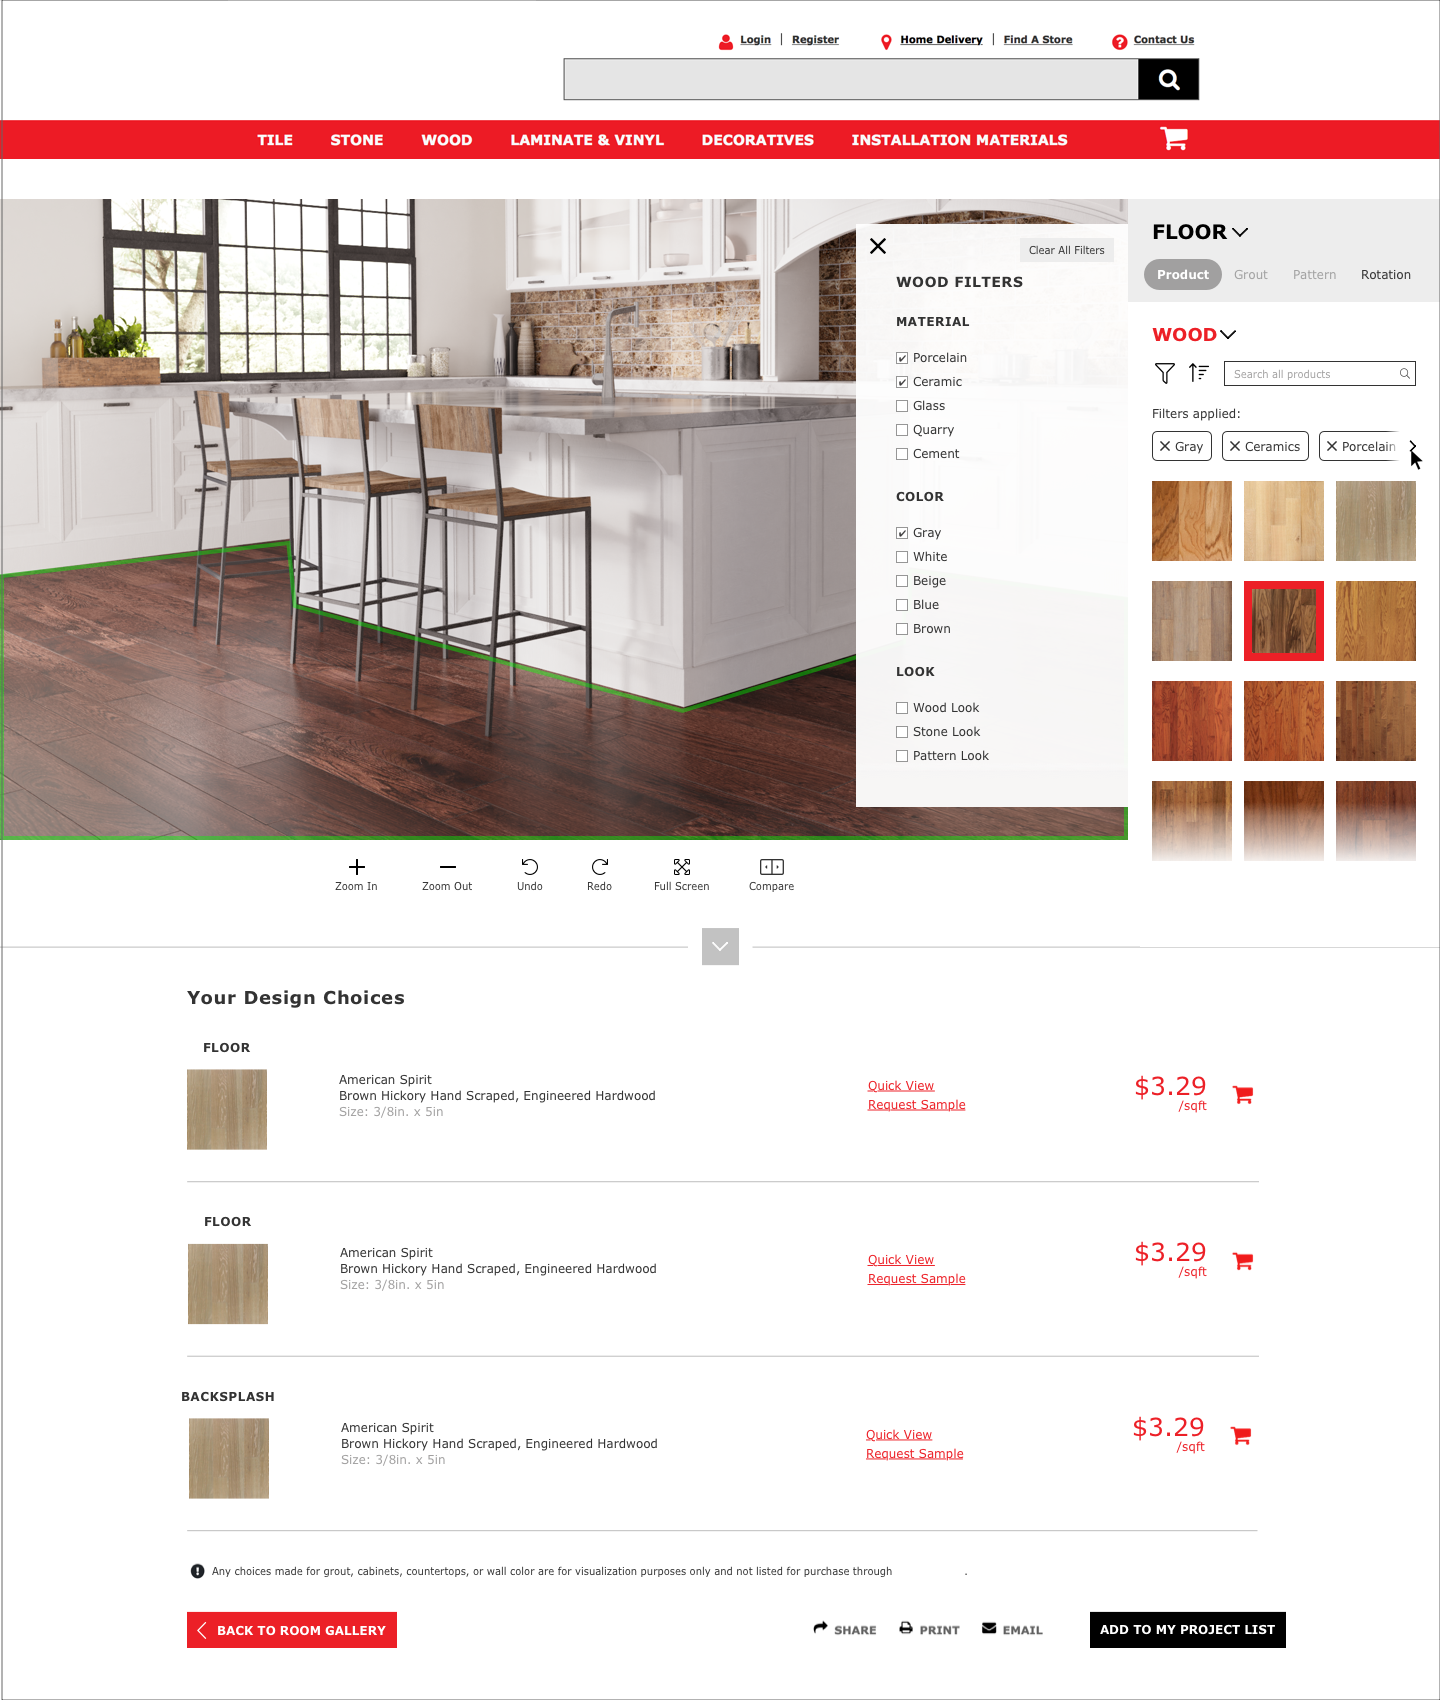 Login | Register
Home Delivery | Find A Store
Contact Us
TILE STONE WOOD LAMINATE & VINYL DECORATIVES INSTALLATION MATERIALS
Clear All Filters
WOOD FILTERS
MATERIAL
Porcelain
Ceramic
Glass
Quarry
Cement
COLOR
Gray
White
Beige
Blue
Brown
LOOK
Wood Look
Stone Look
Pattern Look
FLOOR
Product Grout Pattern Rotation
WOOD
Search all products
Filters applied:
Gray Ceramics Porcelain
Zoom In Zoom Out Undo Redo Full Screen Compare
Your Design Choices
FLOOR
American Spirit
Brown Hickory Hand Scraped, Engineered Hardwood
Size: 3/8in. x 5in
Quick View
Request Sample
$3.29
/sqft
FLOOR
American Spirit
Brown Hickory Hand Scraped, Engineered Hardwood
Size: 3/8in. x 5in
Quick View
Request Sample
$3.29
/sqft
BACKSPLASH
American Spirit
Brown Hickory Hand Scraped, Engineered Hardwood
Size: 3/8in. x 5in
Quick View
Request Sample
$3.29
/sqft
Any choices made for grout, cabinets, countertops, or wall color are for visualization purposes only and not listed for purchase through .
BACK TO ROOM GALLERY
SHARE PRINT EMAIL
ADD TO MY PROJECT LIST